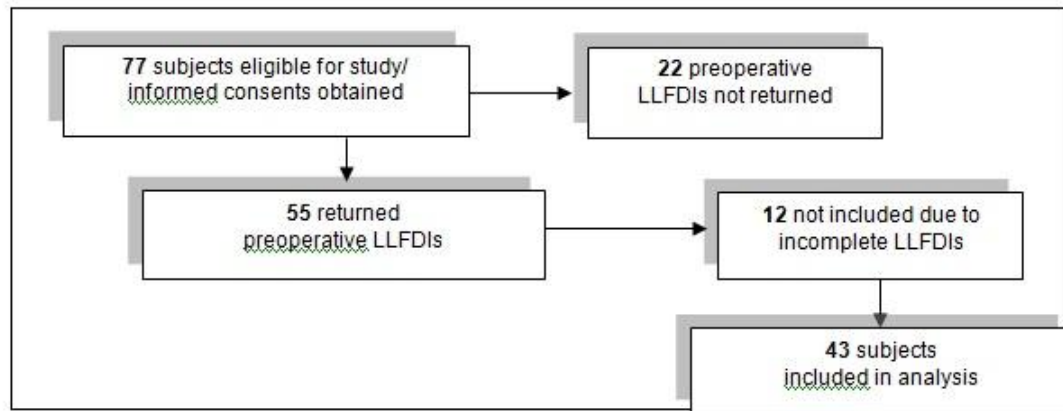 77 subjects eligible for study/
informed consents obtained
22 preoperative
LLFDIs not returned
55 returned
preoperative LLFDIs
12 not included due to
incomplete LLFDIs
43 subjects
included in analysis